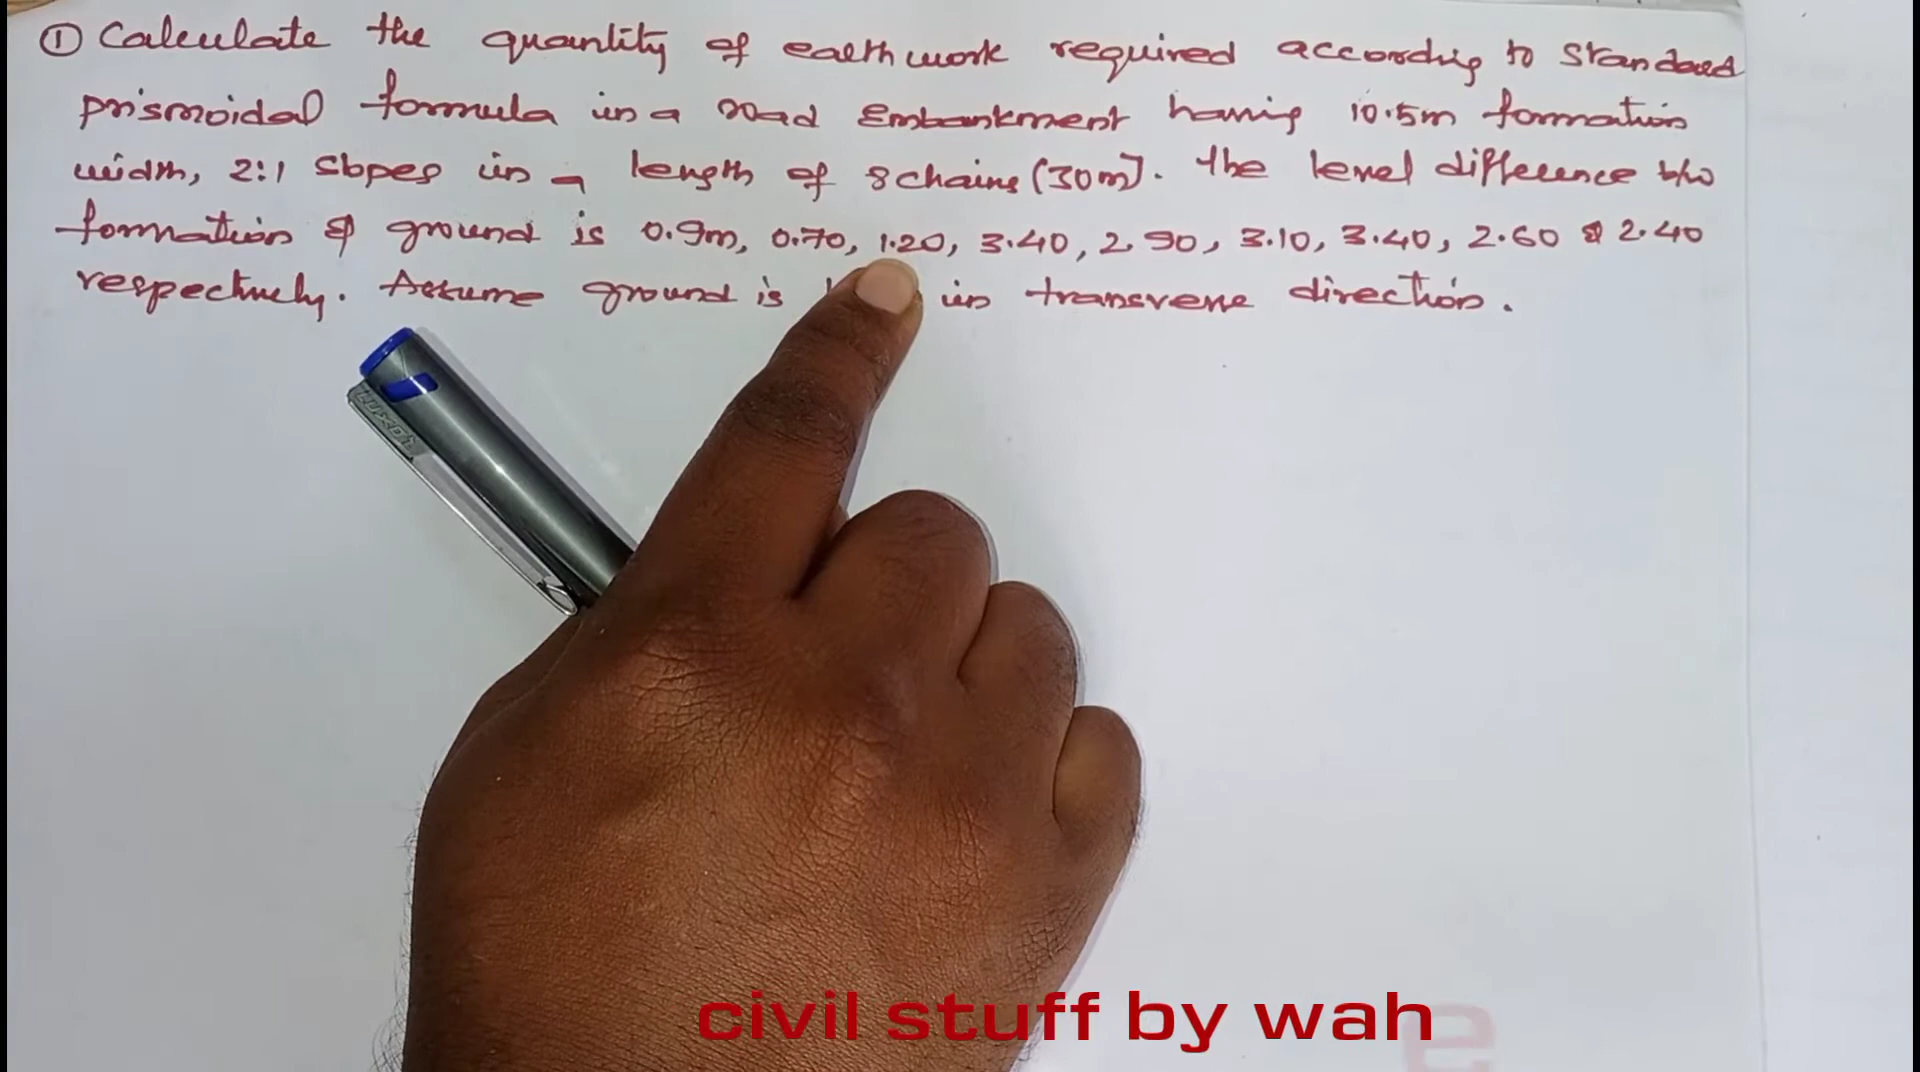 ① Calculate the quantity of earthwork required according to Standard
prismoidal formula in a road Embankment having 10.5m formation
width, 2:1 slopes in a length of 8 chains (30m). The level difference b/w
formation & ground is 0.9m, 0.70, 1.20, 3.40, 2.90, 3.10, 3.40, 2.60 & 2.40
respectively. Assume ground is in transverse direction.
LUXOR
civil stuff by wah